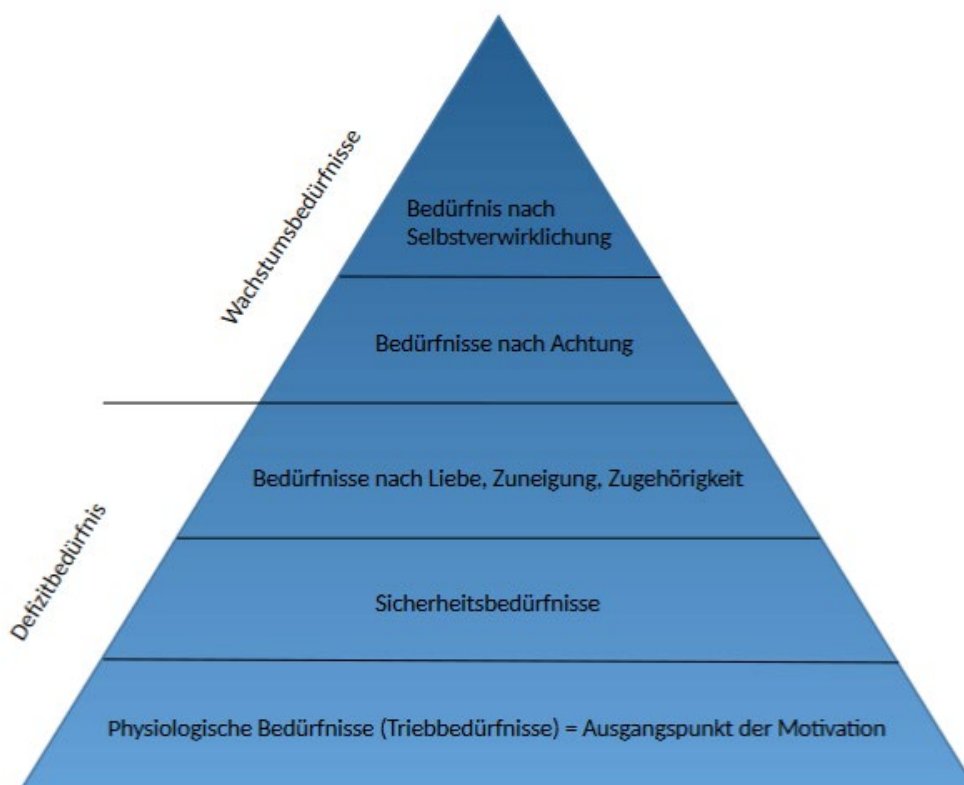 Wachstumsbedürfnisse
Bedürfnis nach
Selbstverwirklichung
Bedürfnisse nach Achtung
Defizitbedürfnis
Bedürfnisse nach Liebe, Zuneigung, Zugehörigkeit
Sicherheitsbedürfnisse
Physiologische Bedürfnisse (Triebbedürfnisse) = Ausgangspunkt der Motivation